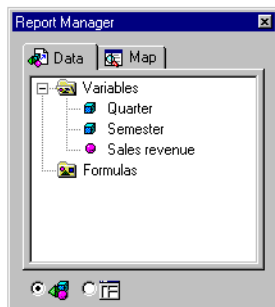 Report Manager
Data Map
Variables
Quarter
Semester
Sales revenue
Formulas